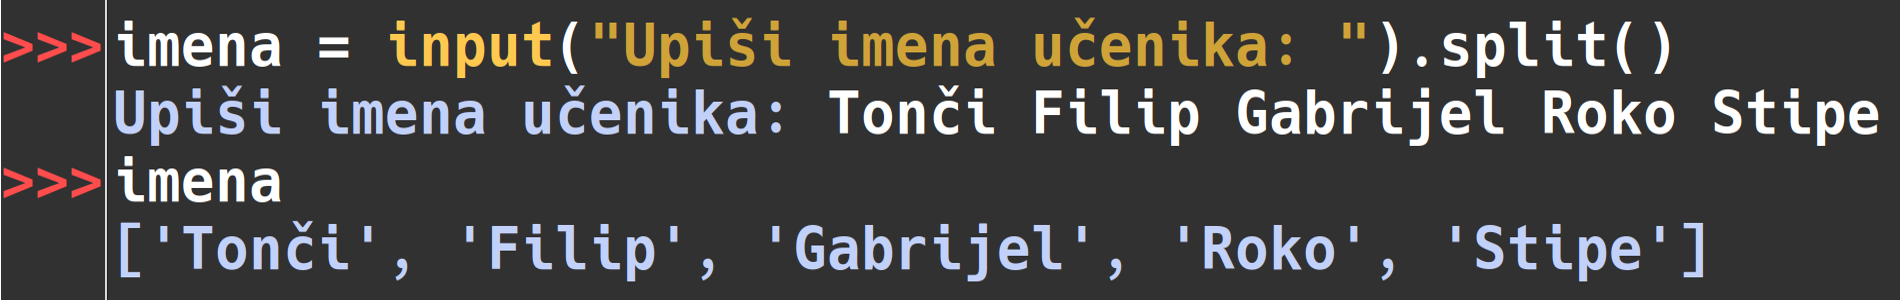 >>> imena = input("Upiši imena učenika: ").split()
Upiši imena učenika: Tonči Filip Gabrijel Roko Stipe
>>> imena
['Tonči', 'Filip', 'Gabrijel', 'Roko', 'Stipe']